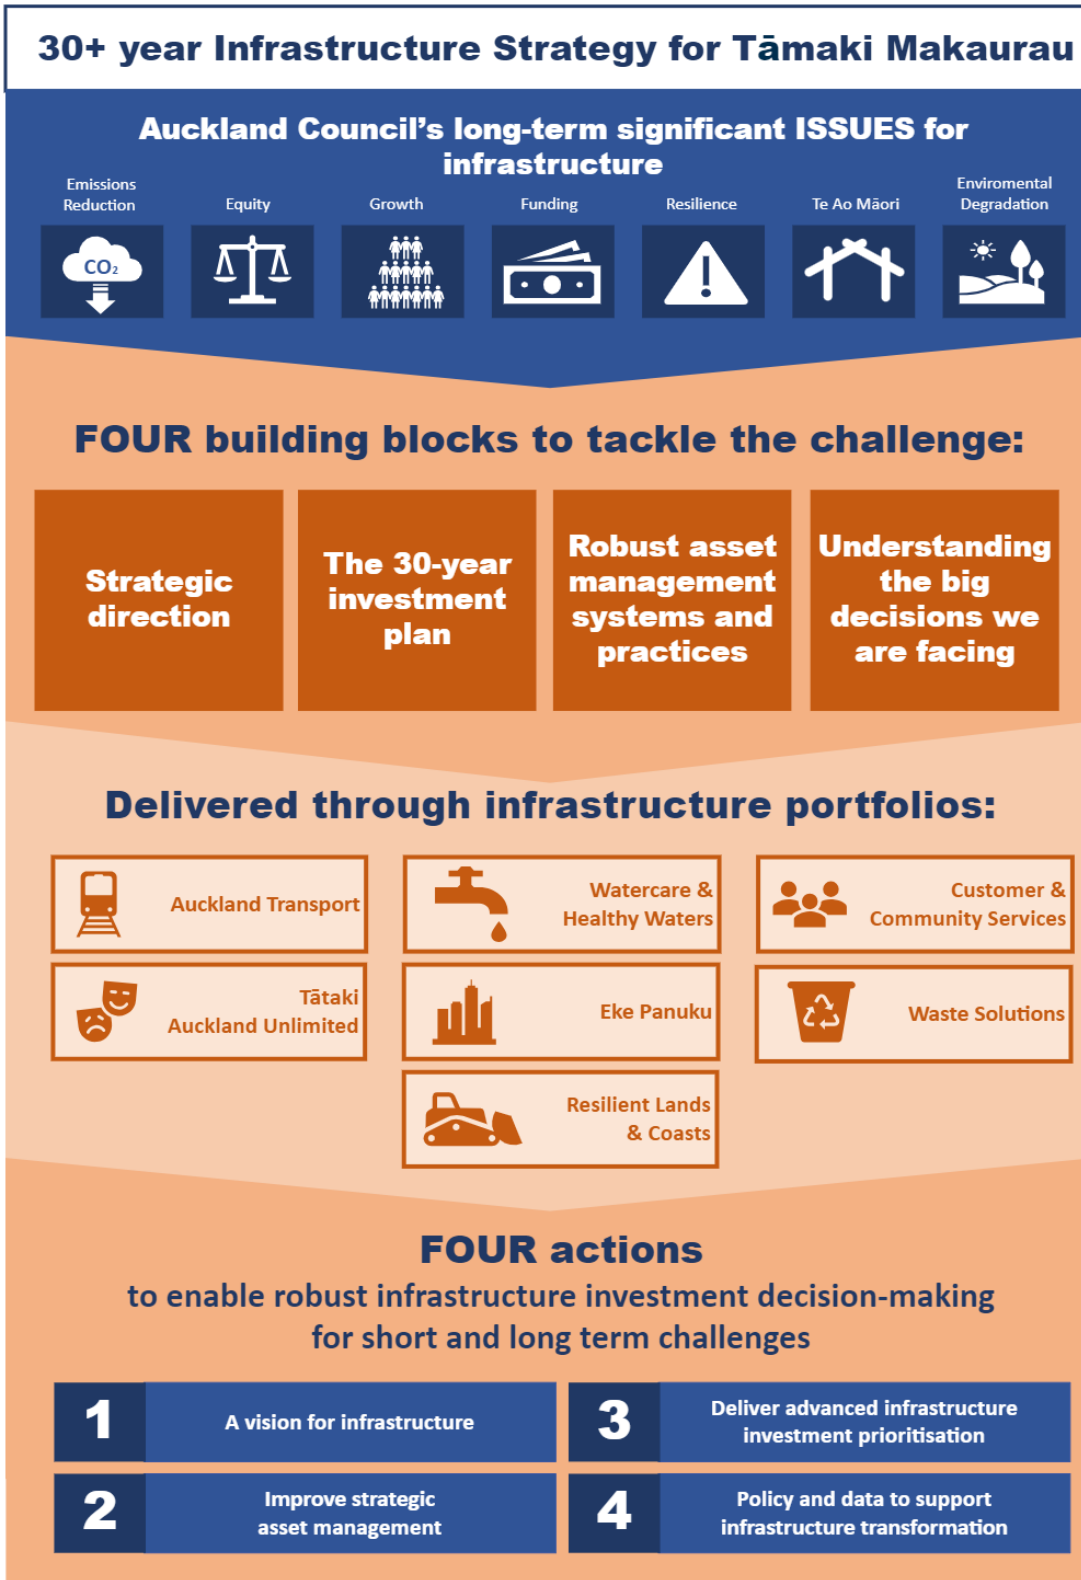 30+ year Infrastructure Strategy for Tāmaki Makaurau
Auckland Council's long-term significant ISSUES for
infrastructure
Emissions
Reduction
Equity
Growth
Funding
Resilience
Te Ao Māori
Enviromental
Degradation
CO₂
FOUR building blocks to tackle the challenge:
Strategic
direction
The 30-year
investment
plan
Robust asset
management
systems and
practices
Understanding
the big
decisions we
are facing
Delivered through infrastructure portfolios:
Auckland Transport
Watercare &
Healthy Waters
Customer &
Community Services
Tātaki
Auckland Unlimited
Eke Panuku
Waste Solutions
Resilient Lands
& Coasts
FOUR actions
to enable robust infrastructure investment decision-making
for short and long term challenges
1
A vision for infrastructure
2
Improve strategic
asset management
3
Deliver advanced infrastructure
investment prioritisation
4
Policy and data to support
infrastructure transformation